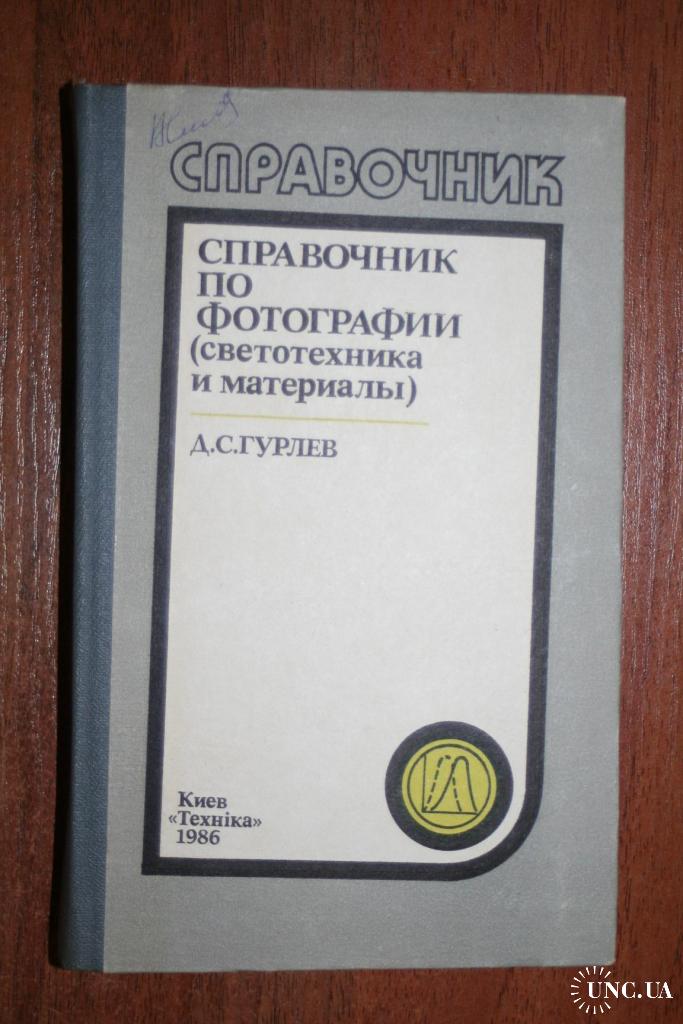 СПРАВОЧНИК
СПРАВОЧНИК
ПО
ФОТОГРАФИИ
(светотехника
и материалы)
Д.С.ГУРЛЕВ
Киев
«Техніка»
1986
UNC.UA